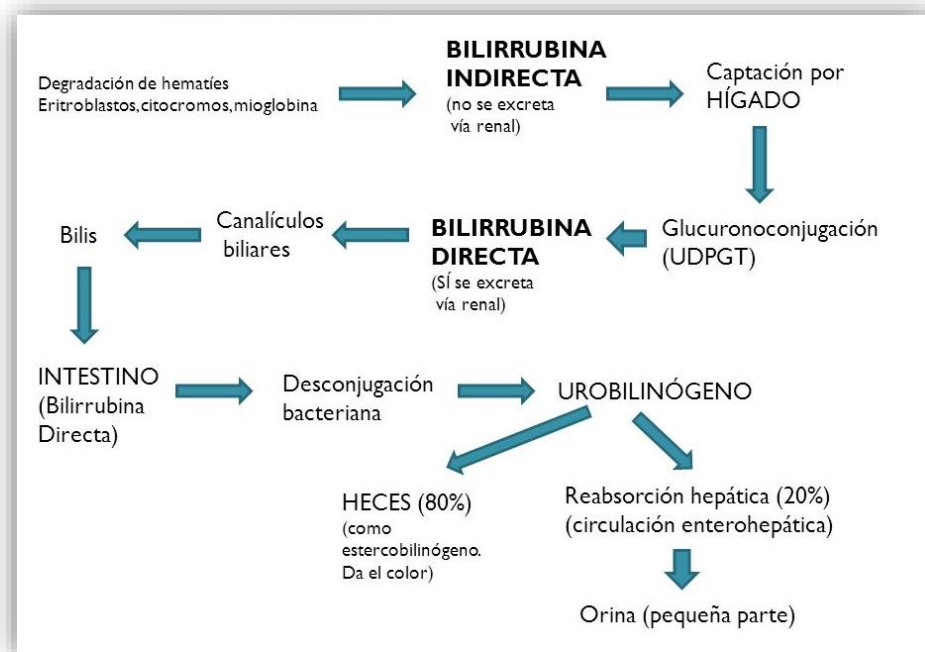 Degradación de hematíes
Eritroblastos,citocromos,mioglobina
BILIRRUBINA
INDIRECTA
(no se excreta
vía renal)
Captación por
HÍGADO
Glucuronoconjugación
(UDPGT)
BILIRRUBINA
DIRECTA
(SÍ se excreta
vía renal)
Canalículos
biliares
Bilis
INTESTINO
(Bilirrubina
Directa)
Desconjugación
bacteriana
UROBILINÓGENO
HECES (80%)
(como
estercobilinógeno.
Da el color)
Reabsorción hepática (20%)
(circulación enterohepática)
Orina (pequeña parte)